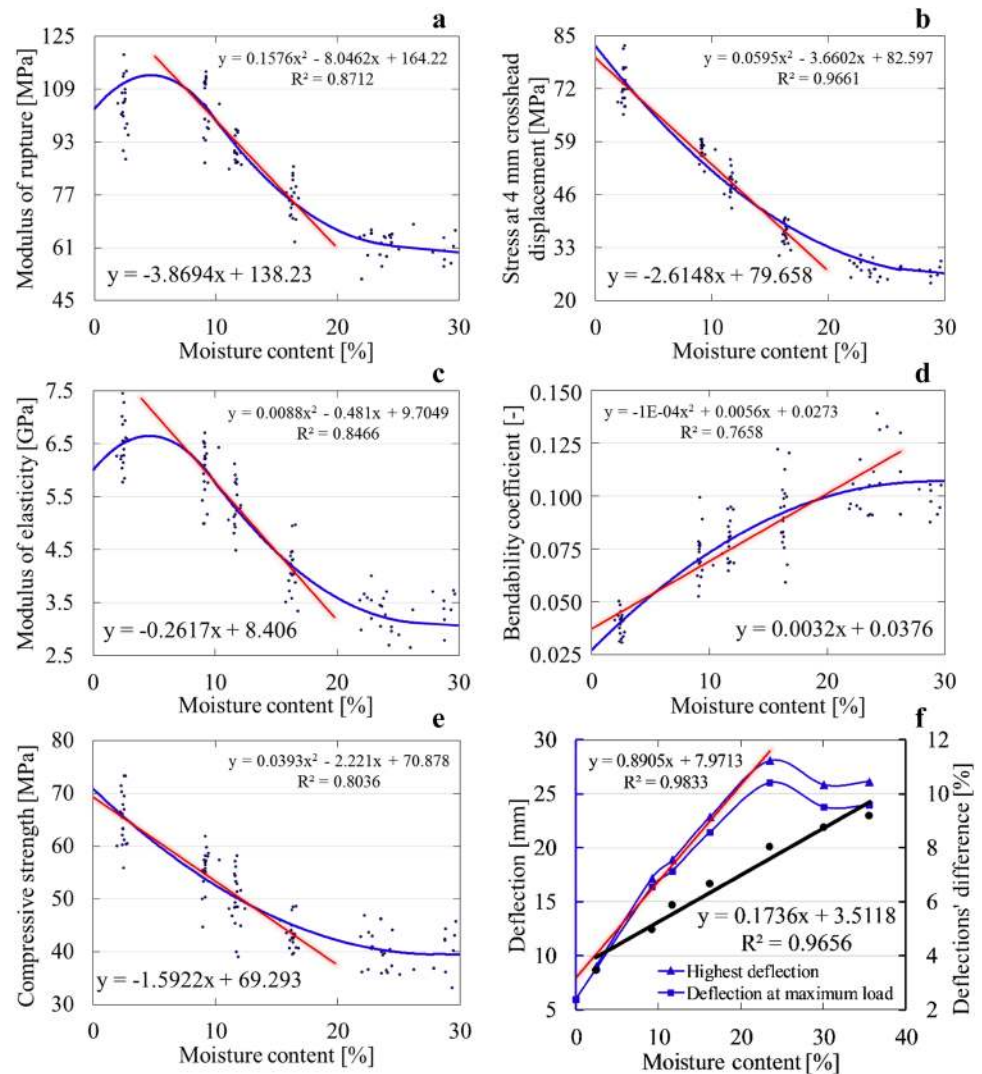 a
Modulus of rupture [MPa]
125
109
93
77
61
45
y = 0.1576x² - 8.0462x + 164.22
R² = 0.8712
y = -3.8694x + 138.23
0 10 20 30
Moisture content [%]
b
Stress at 4 mm crosshead
displacement [MPa]
85
72
59
46
33
20
y = 0.0595x² - 3.6602x + 82.597
R² = 0.9661
y = -2.6148x + 79.658
0 10 20 30
Moisture content [%]
c
Modulus of elasticity [GPa]
7.5
6.5
5.5
4.5
3.5
2.5
y = 0.0088x² - 0.481x + 9.7049
R² = 0.8466
y = -0.2617x + 8.406
0 10 20 30
Moisture content [%]
d
Bendability coefficient [-]
0.150
0.125
0.100
0.075
0.050
0.025
y = -1E-04x² + 0.0056x + 0.0273
R² = 0.7658
y = 0.0032x + 0.0376
0 10 20 30
Moisture content [%]
e
Compressive strength [MPa]
80
70
60
50
40
30
y = 0.0393x² - 2.221x + 70.878
R² = 0.8036
y = -1.5922x + 69.293
0 10 20 30
Moisture content [%]
f
Deflection [mm]
30
25
20
15
10
5
y = 0.8905x + 7.9713
R² = 0.9833
y = 0.1736x + 3.5118
R² = 0.9656
Highest deflection
Deflection at maximum load
12
10
8
6
4
2
Deflections' difference [%]
0 10 20 30 40
Moisture content [%]